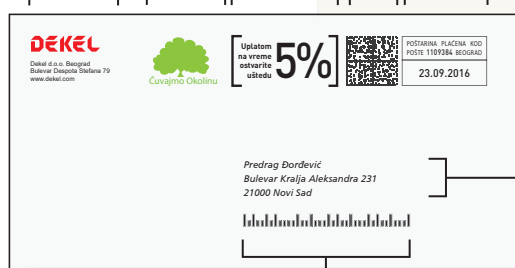 DEKEL
Dekel d.o.o. Beograd
Bulevar Despota Stefana 79
www.dekel.com
Čuvajmo Okolinu
Uplatom
na vreme
ostvarite
uštedu
5%
POŠTARINA PLAĆENA KOD
POŠTE 1109384 BEOGRAD
23.09.2016
Predrag Đorđević
Bulevar Kralja Aleksandra 231
21000 Novi Sad